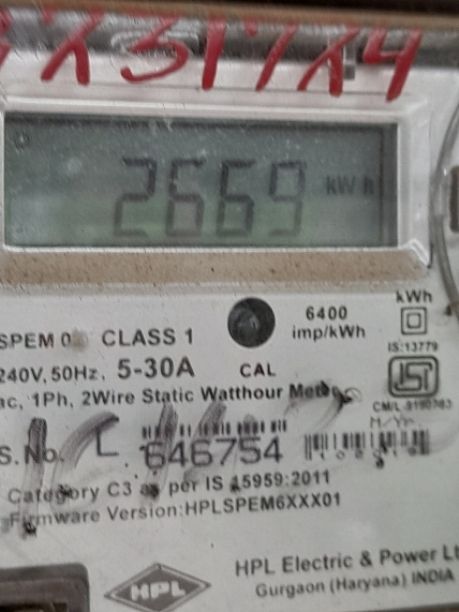 2669 kWh
6400
imp/kWh
kWh
SPEM 0 CLASS 1
IS:13779
240V, 50Hz, 5-30A
CAL
ac, 1Ph, 2Wire Static Watthour
M/Yr
S.No. 646754
Category C3 as per IS 15959:2011
Firmware Version:HPLSPEM6XXX01
HPL Electric & Power Lt
HPL
Gurgaon (Haryana) INDIA